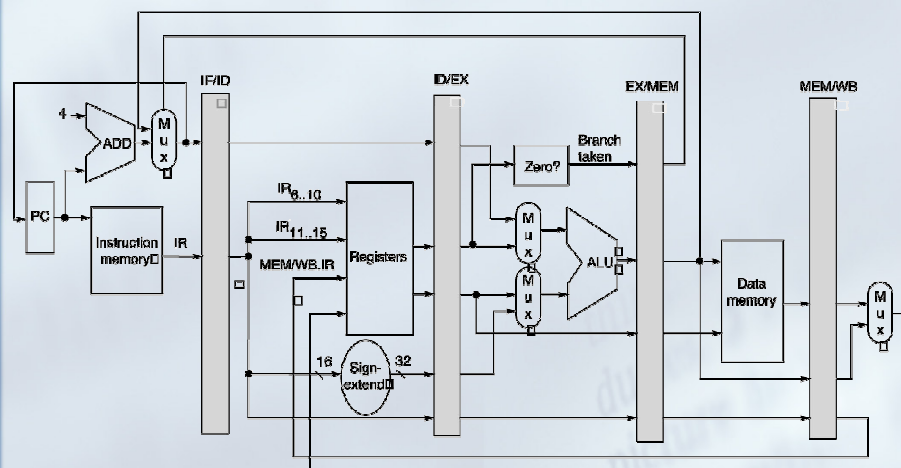 IF/ID
ID/EX
EX/MEM
MEM/WB
4
ADD
M
u
x
Branch
taken
Zero?
PC
Instruction
memory
IR
IR6..10
IR11..15
MEM/WB.IR
Registers
M
u
x
M
u
x
ALU
Data
memory
M
u
x
16
Sign-
extend
32